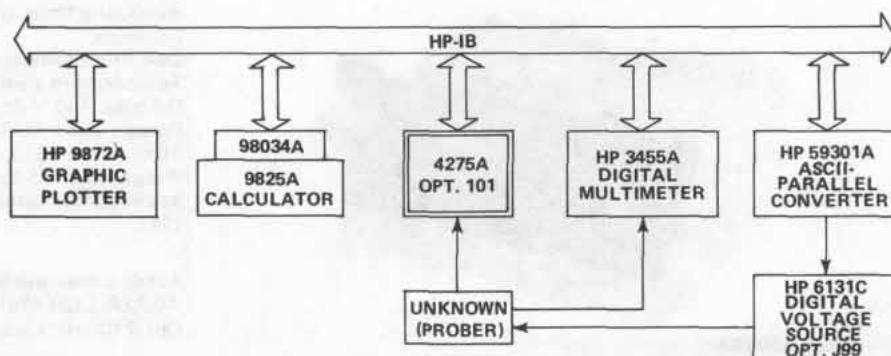 HP-IB
HP 9872A
GRAPHIC
PLOTTER
98034A
9825A
CALCULATOR
4275A
OPT. 101
HP 3455A
DIGITAL
MULTIMETER
HP 59301A
ASCII-
PARALLEL
CONVERTER
UNKNOWN
(PROBER)
HP 6131C
DIGITAL
VOLTAGE
SOURCE
OPT. J99